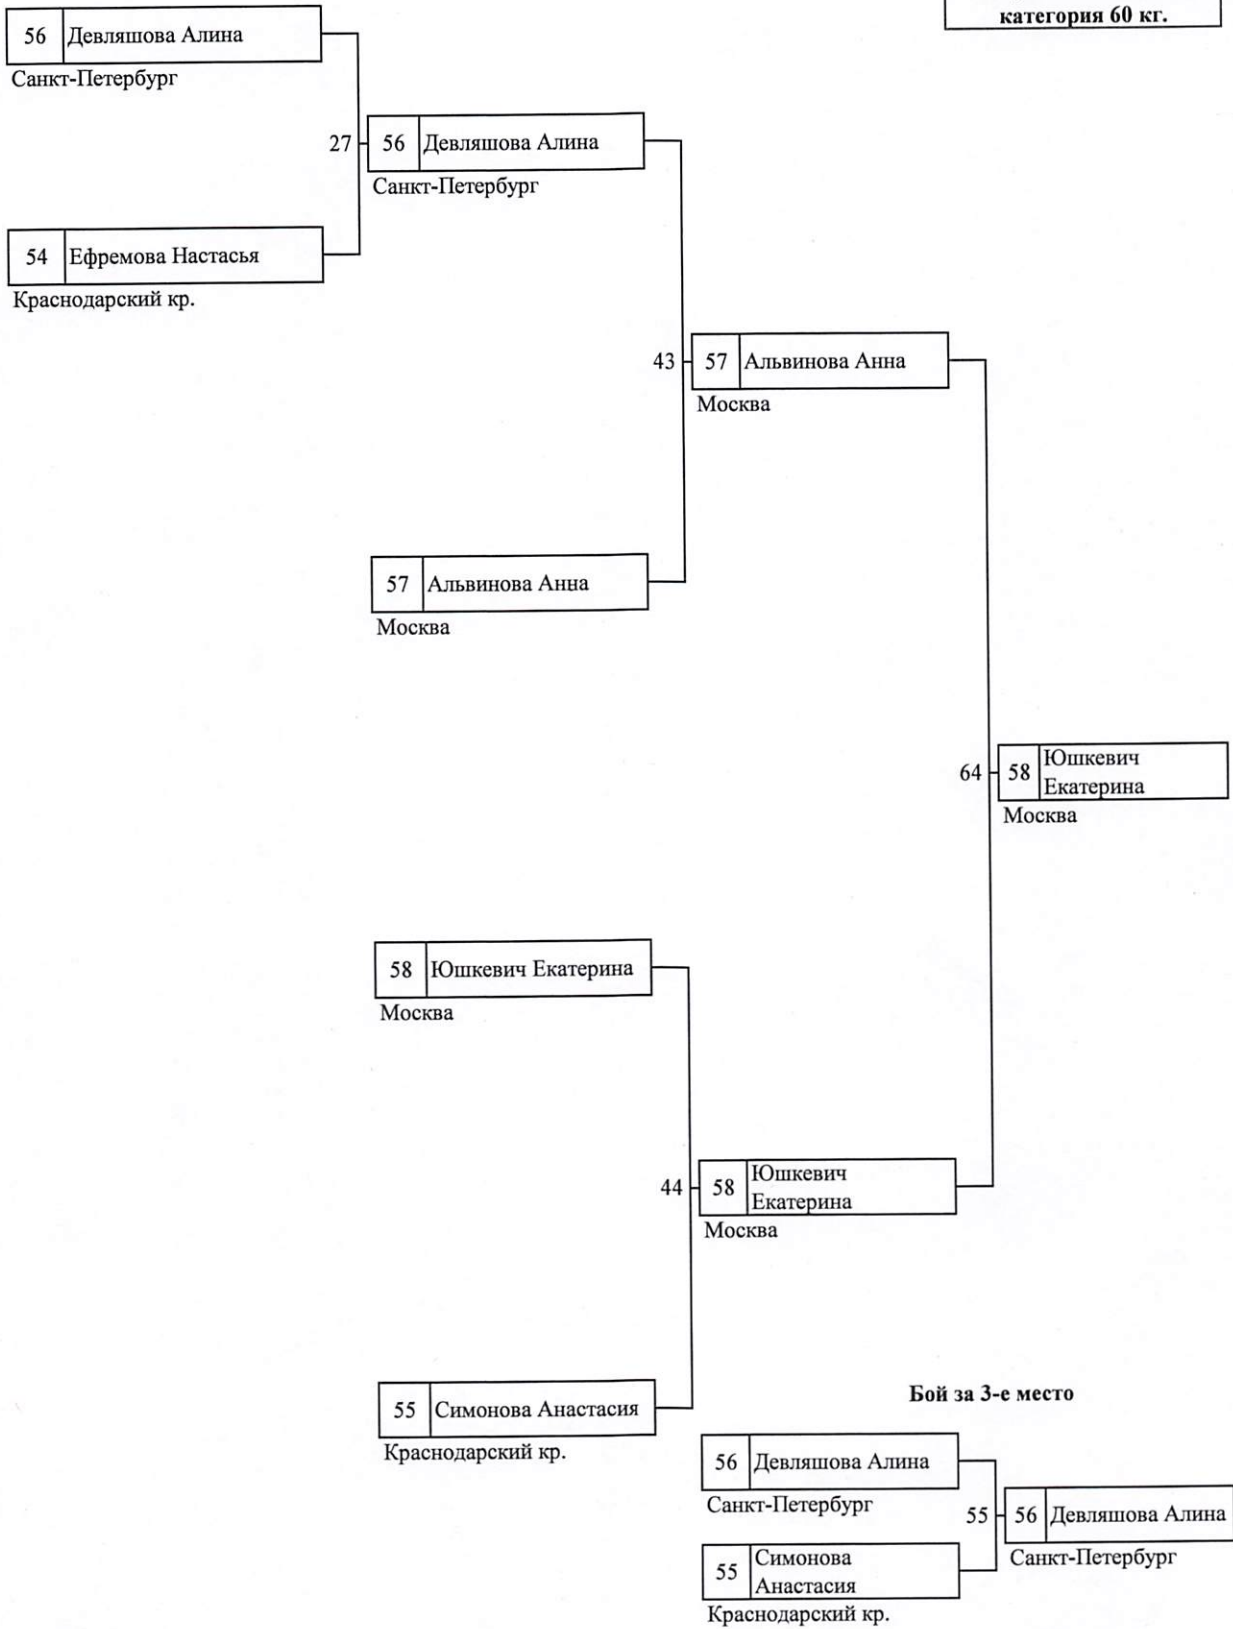 категория 60 кг.
56 Девляшова Алина
Санкт-Петербург
27 56 Девляшова Алина
Санкт-Петербург
54 Ефремова Настасья
Краснодарский кр.
43 57 Альвинова Анна
Москва
57 Альвинова Анна
Москва
64 58 Юшкевич
Екатерина
Москва
58 Юшкевич Екатерина
Москва
44 58 Юшкевич
Екатерина
Москва
55 Симонова Анастасия
Краснодарский кр.
Бой за 3-е место
56 Девляшова Алина
Санкт-Петербург
55 56 Девляшова Алина
Санкт-Петербург
55 Симонова
Анастасия
Краснодарский кр.